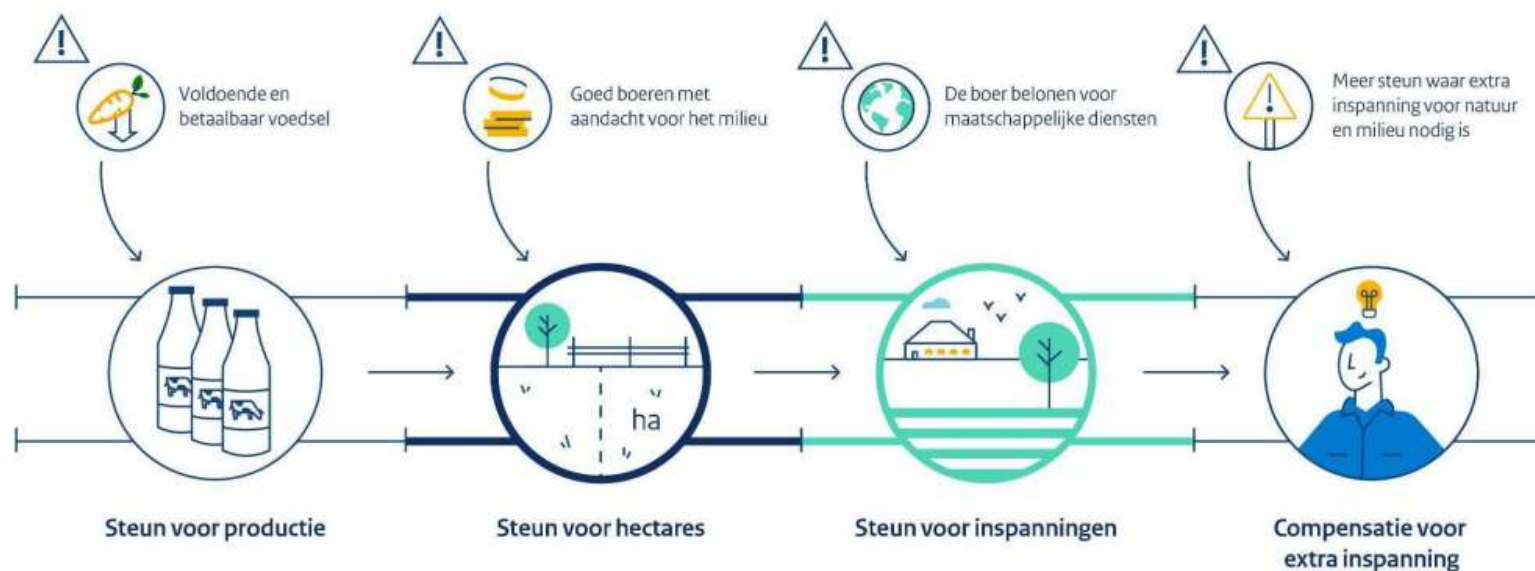 Voldoende en
betaalbaar voedsel
Goed boeren met
aandacht voor het milieu
De boer belonen voor
maatschappelijke diensten
Meer steun waar extra
inspanning voor natuur
en milieu nodig is
ha
Steun voor productie
Steun voor hectares
Steun voor inspanningen
Compensatie voor
extra inspanning